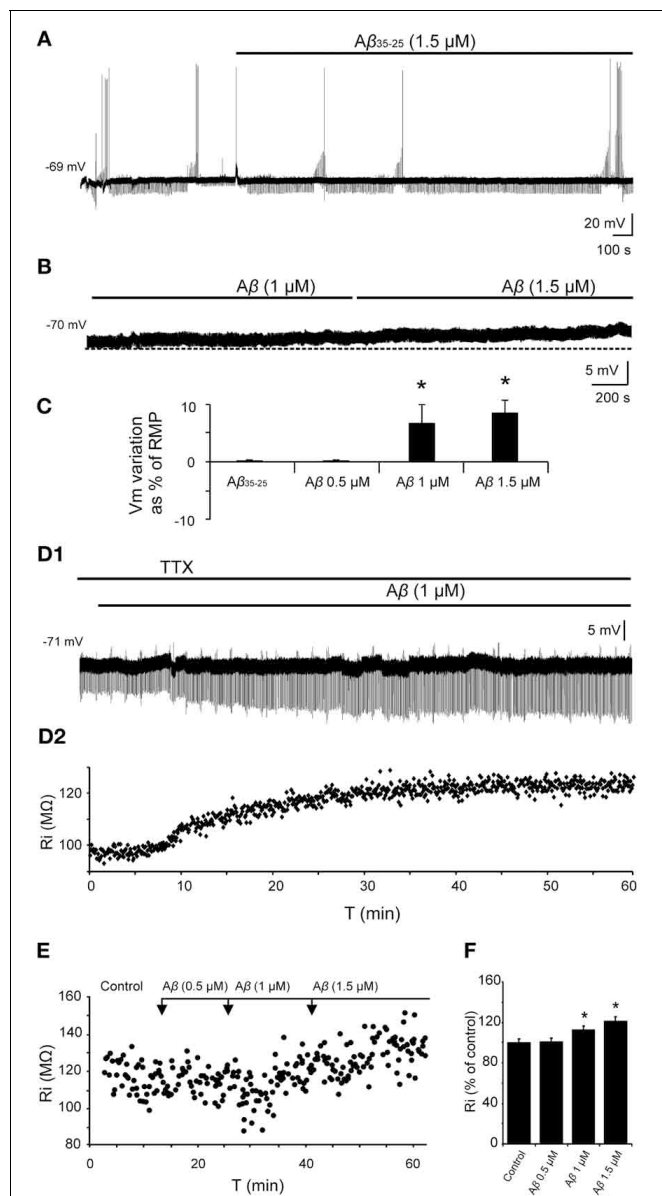 A
Aβ35-25 (1.5 µM)
-69 mV
20 mV
100 s
B
Aβ (1 µM)
Aβ (1.5 µM)
-70 mV
5 mV
200 s
C
Vm variation
as % of RMP
10
0
-10
Aβ35-25
Aβ 0.5 µM
Aβ 1 µM
Aβ 1.5 µM
*
*
D1
TTX
Aβ (1 µM)
-71 mV
5 mV
D2
Ri (MΩ)
120
100
0 10 20 30 40 50 60
T (min)
E
Control
Aβ (0.5 µM)
Aβ (1 µM)
Aβ (1.5 µM)
Ri (MΩ)
160
140
120
100
80
0 20 40 60
T (min)
F
Ri (% of control)
160
120
80
40
0
*
*
Control
Aβ 0.5 µM
Aβ 1 µM
Aβ 1.5 µM